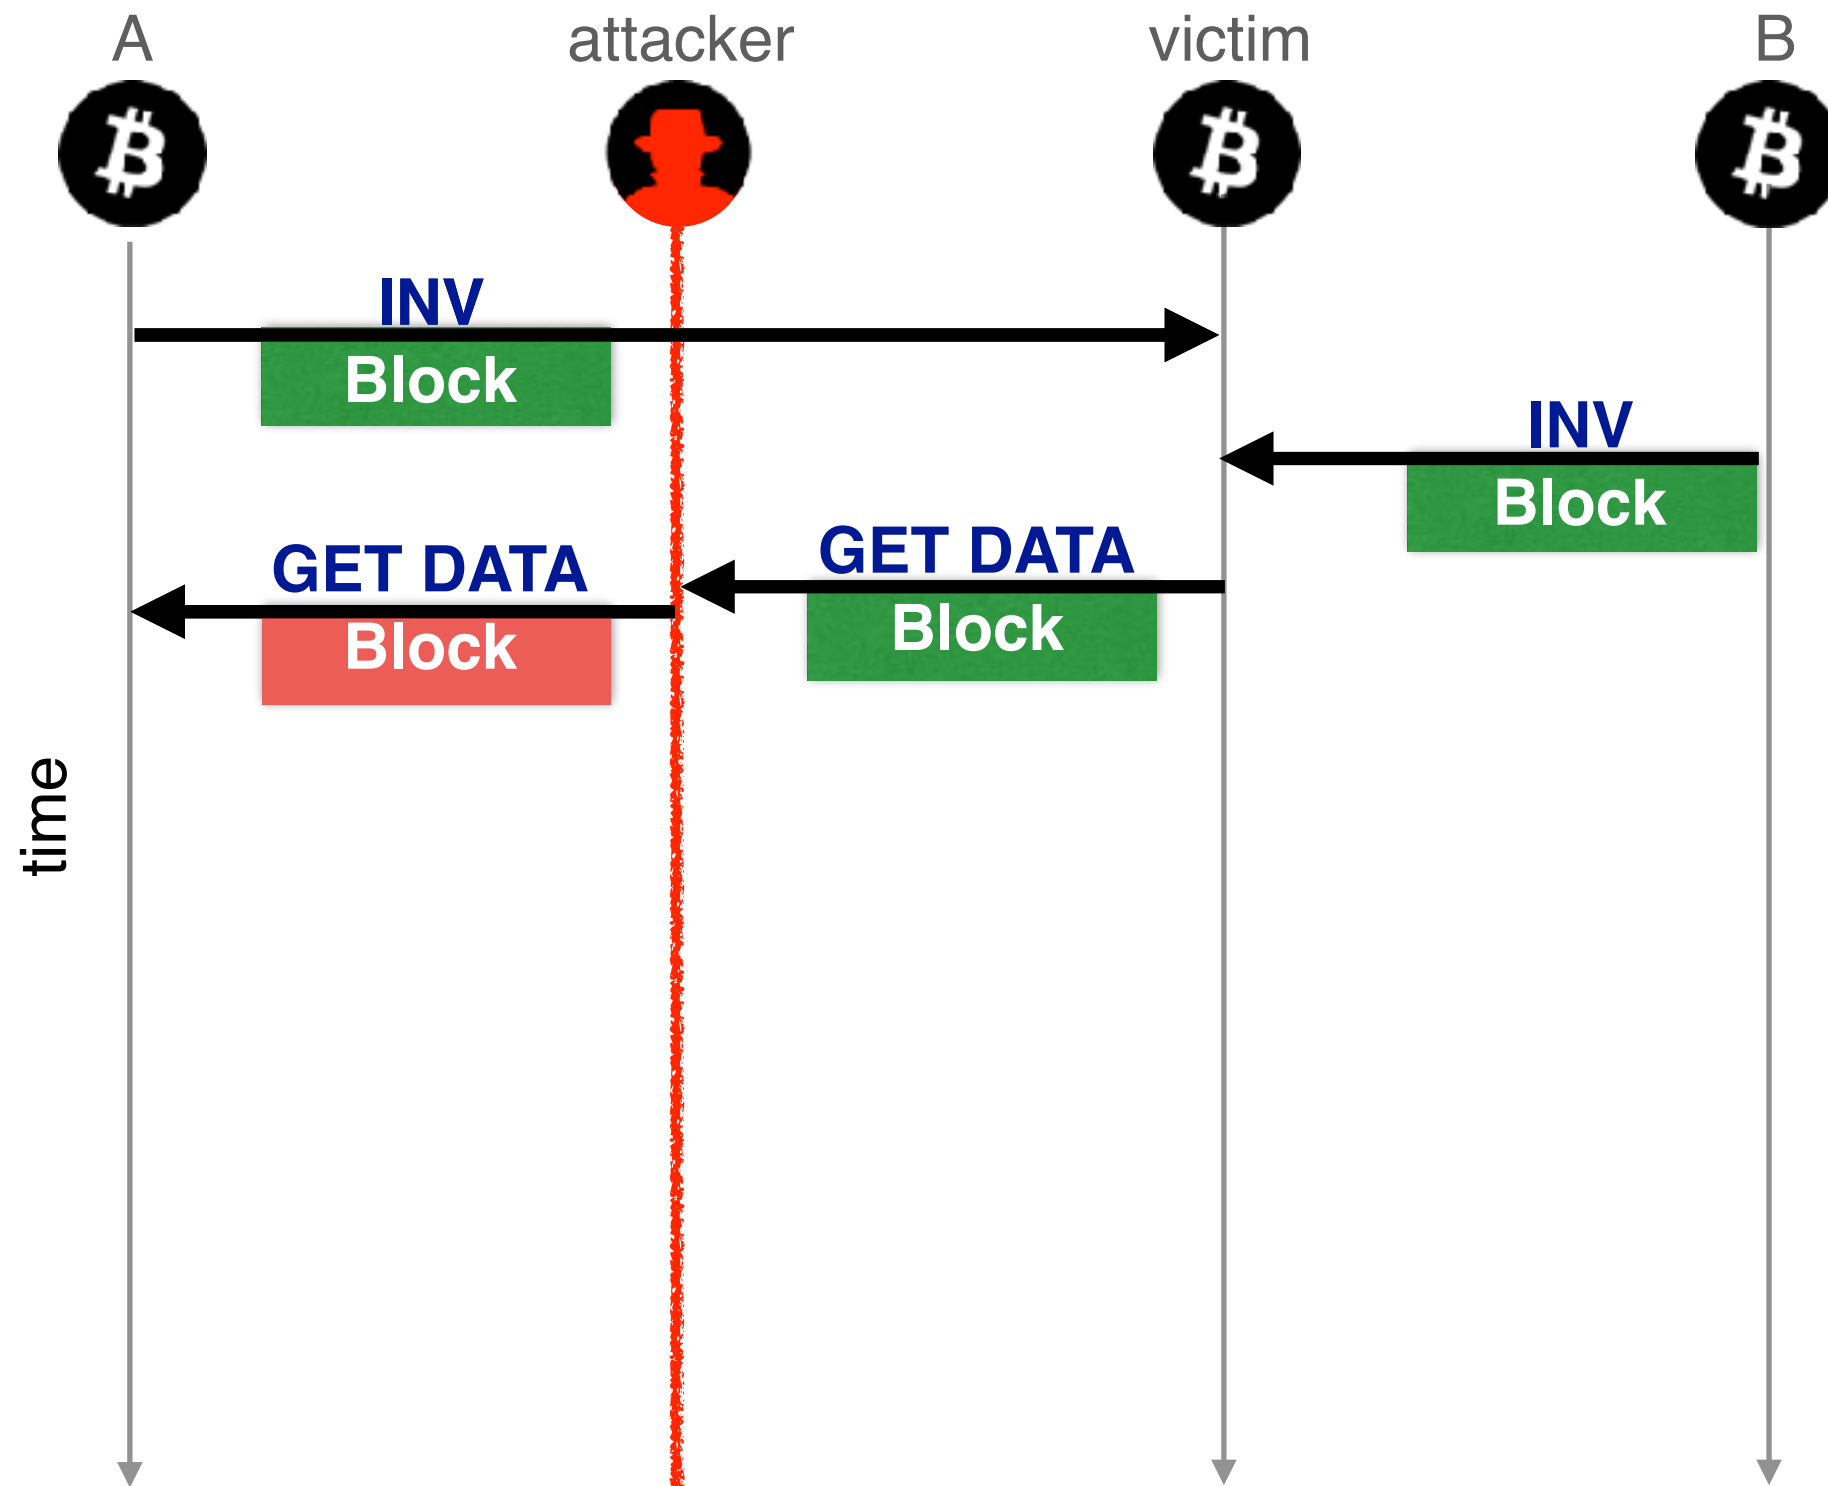 A
attacker
victim
B
INV
Block
INV
Block
GET DATA
Block
GET DATA
Block
time